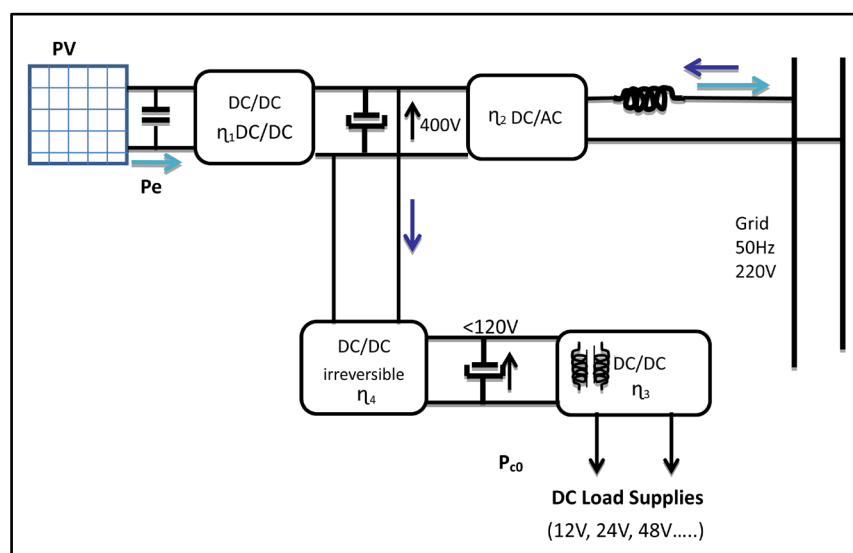 PV
DC/DC
η₁DC/DC
400V
η₂ DC/AC
Pe
Grid
50Hz
220V
<120V
DC/DC
irreversible
η₄
DC/DC
η₃
Pc0
DC Load Supplies
(12V, 24V, 48V.....)